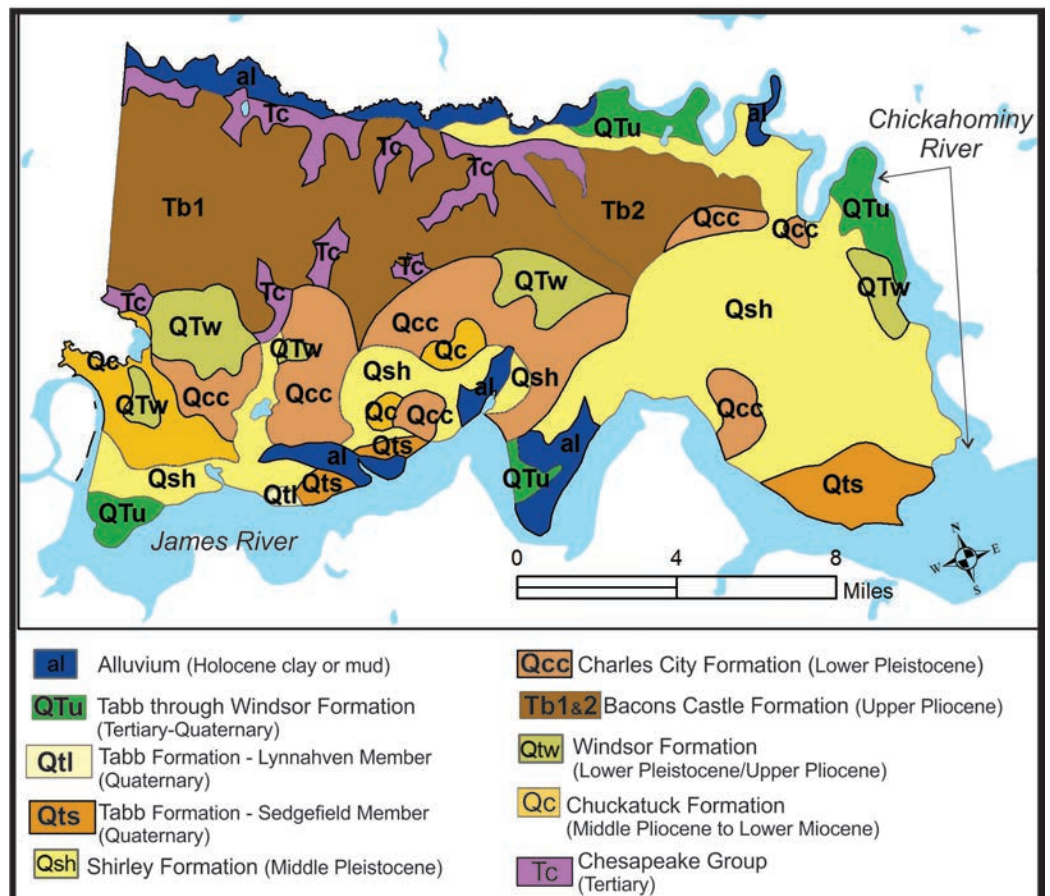 al
Tc
QTu
al
Chickahominy
River
Tc
Tc
Tb1
Tb2
QTu
Qcc
Qcc
Tc
Tc
Tc
Tc
QTw
QTw
QTw
Qsh
Qcc
Qc
QTw
Qc
Qsh
Qsh
al
QTw
Qcc
Qcc
Qc
Qcc
Qcc
Qts
al
al
Qsh
Qtl
Qts
QTu
Qts
QTu
James River
N
W
E
S
0 4 8
Miles
al Alluvium (Holocene clay or mud)
QTu Tabb through Windsor Formation
(Tertiary-Quaternary)
Qtl Tabb Formation - Lynnahven Member
(Quaternary)
Qts Tabb Formation - Sedgefield Member
(Quaternary)
Qsh Shirley Formation (Middle Pleistocene)
Qcc Charles City Formation (Lower Pleistocene)
Tb1&2 Bacons Castle Formation (Upper Pliocene)
Qtw Windsor Formation
(Lower Pleistocene/Upper Pliocene)
Qc Chuckatuck Formation
(Middle Pliocene to Lower Miocene)
Tc Chesapeake Group
(Tertiary)